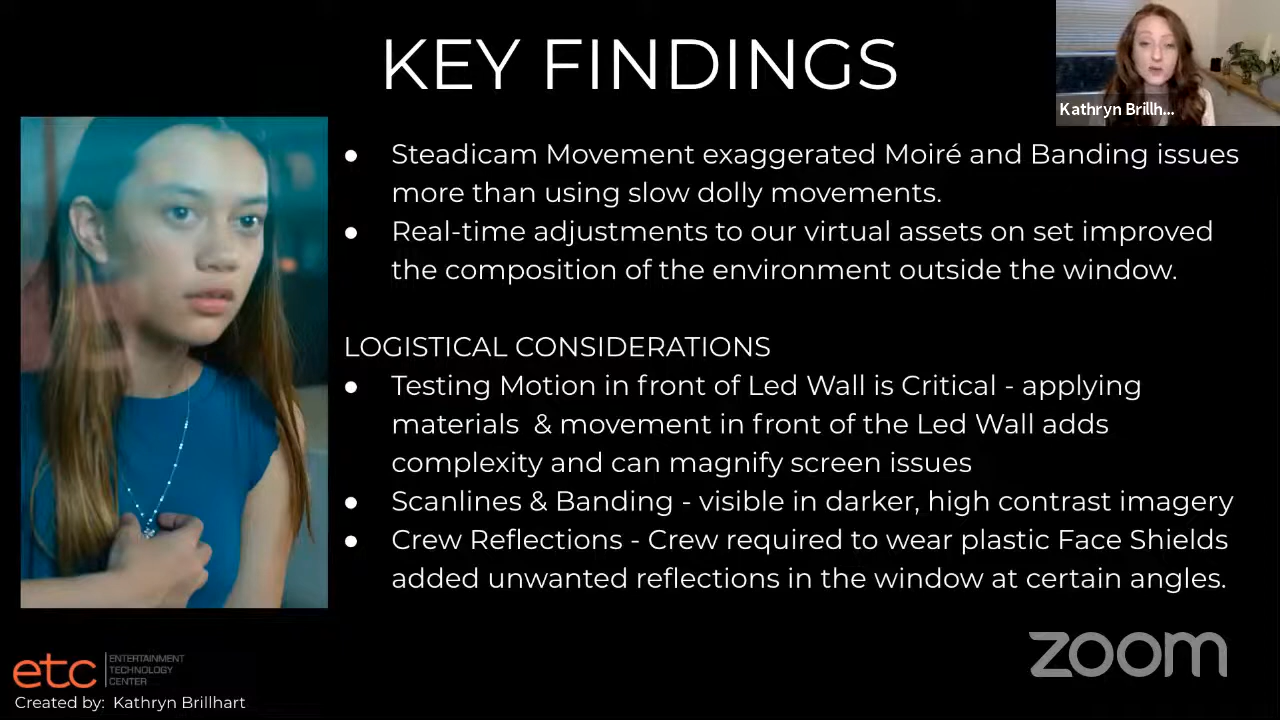 KEY FINDINGS
Kathryn Brillh...
● Steadicam Movement exaggerated Moiré and Banding issues
more than using slow dolly movements.
● Real-time adjustments to our virtual assets on set improved
the composition of the environment outside the window.
LOGISTICAL CONSIDERATIONS
● Testing Motion in front of Led Wall is Critical - applying
materials & movement in front of the Led Wall adds
complexity and can magnify screen issues
● Scanlines & Banding - visible in darker, high contrast imagery
● Crew Reflections - Crew required to wear plastic Face Shields
added unwanted reflections in the window at certain angles.
zoom
etc
ENTERTAINMENT
TECHNOLOGY
CENTER
Created by: Kathryn Brillhart